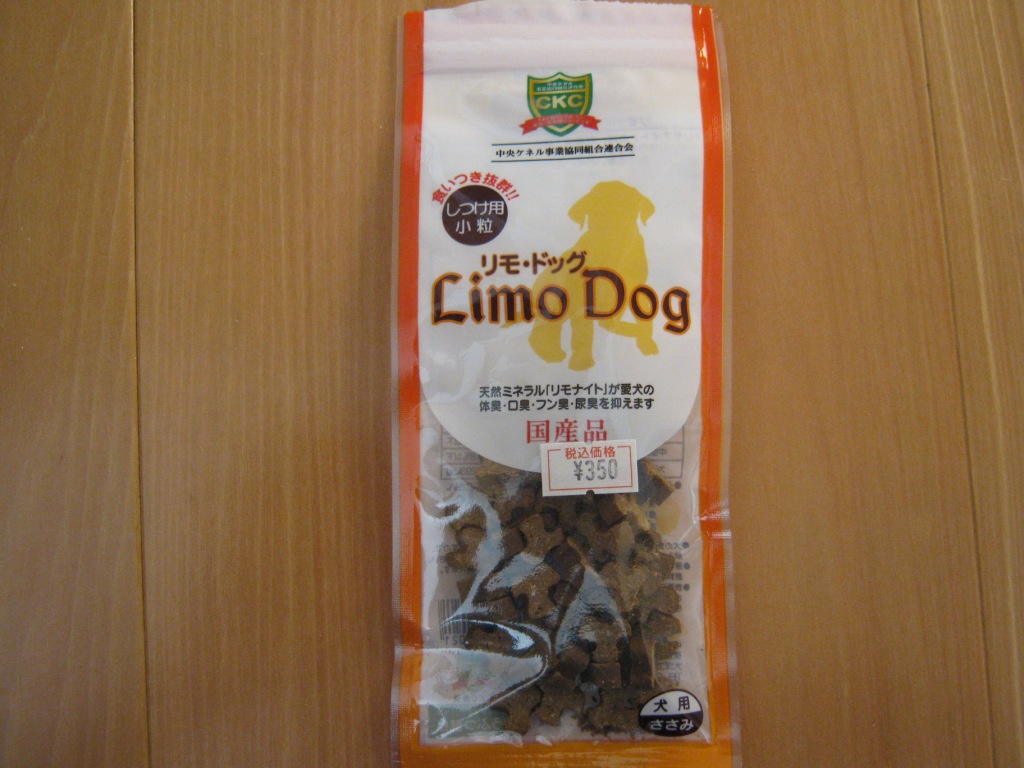 CKC
中央ケネル事業協同組合連合会
食いつき抜群!!
しつけ用
小粒
リモ・ドッグ
Limo Dog
天然ミネラル「リモナイト」が愛犬の
体臭・口臭・フン臭・尿臭を抑えます
国産品
税込価格
¥350
犬用
ささみ